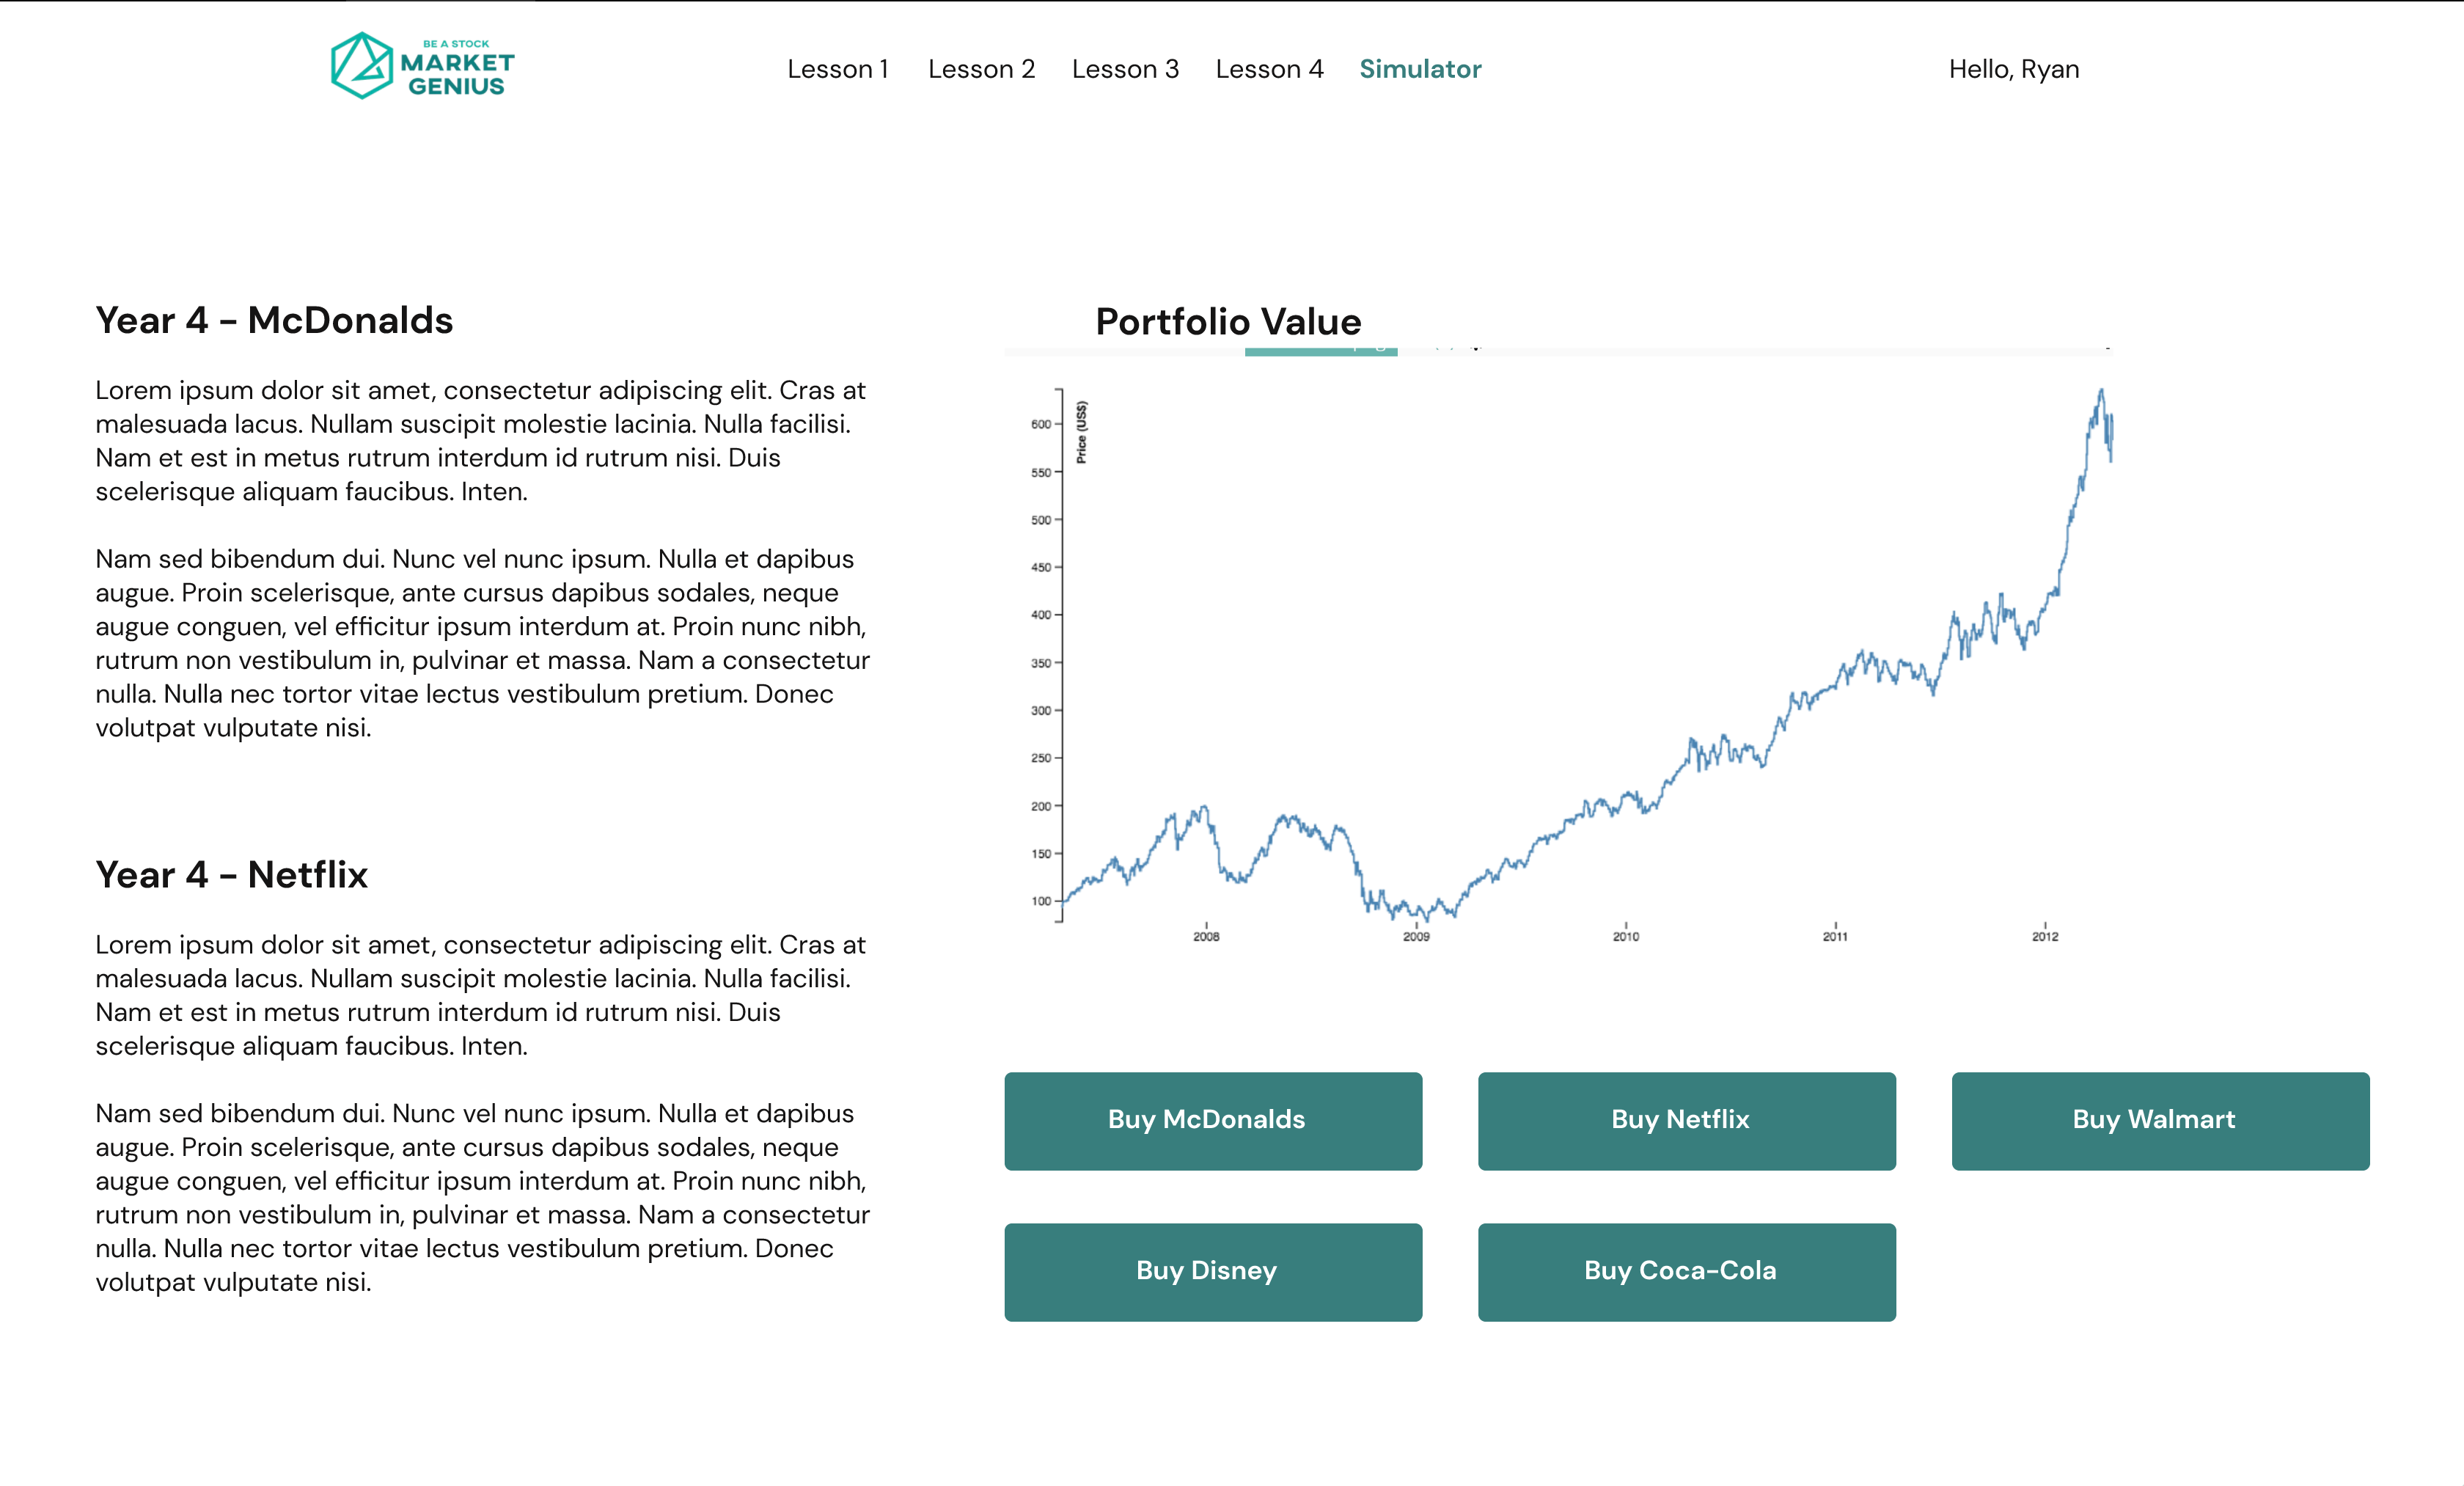 BE A STOCK
MARKET
GENIUS
Lesson 1 Lesson 2 Lesson 3 Lesson 4 Simulator
Hello, Ryan
Year 4 - McDonalds
Lorem ipsum dolor sit amet, consectetur adipiscing elit. Cras at
malesuada lacus. Nullam suscipit molestie lacinia. Nulla facilisi.
Nam et est in metus rutrum interdum id rutrum nisi. Duis
scelerisque aliquam faucibus. Inten.
Nam sed bibendum dui. Nunc vel nunc ipsum. Nulla et dapibus
augue. Proin scelerisque, ante cursus dapibus sodales, neque
augue conguen, vel efficitur ipsum interdum at. Proin nunc nibh,
rutrum non vestibulum in, pulvinar et massa. Nam a consectetur
nulla. Nulla nec tortor vitae lectus vestibulum pretium. Donec
volutpat vulputate nisi.
Year 4 - Netflix
Lorem ipsum dolor sit amet, consectetur adipiscing elit. Cras at
malesuada lacus. Nullam suscipit molestie lacinia. Nulla facilisi.
Nam et est in metus rutrum interdum id rutrum nisi. Duis
scelerisque aliquam faucibus. Inten.
Nam sed bibendum dui. Nunc vel nunc ipsum. Nulla et dapibus
augue. Proin scelerisque, ante cursus dapibus sodales, neque
augue conguen, vel efficitur ipsum interdum at. Proin nunc nibh,
rutrum non vestibulum in, pulvinar et massa. Nam a consectetur
nulla. Nulla nec tortor vitae lectus vestibulum pretium. Donec
volutpat vulputate nisi.
Portfolio Value
Price (US$)
600
550
500
450
400
350
300
250
200
150
100
2008 2009 2010 2011 2012
Buy McDonalds
Buy Netflix
Buy Walmart
Buy Disney
Buy Coca-Cola